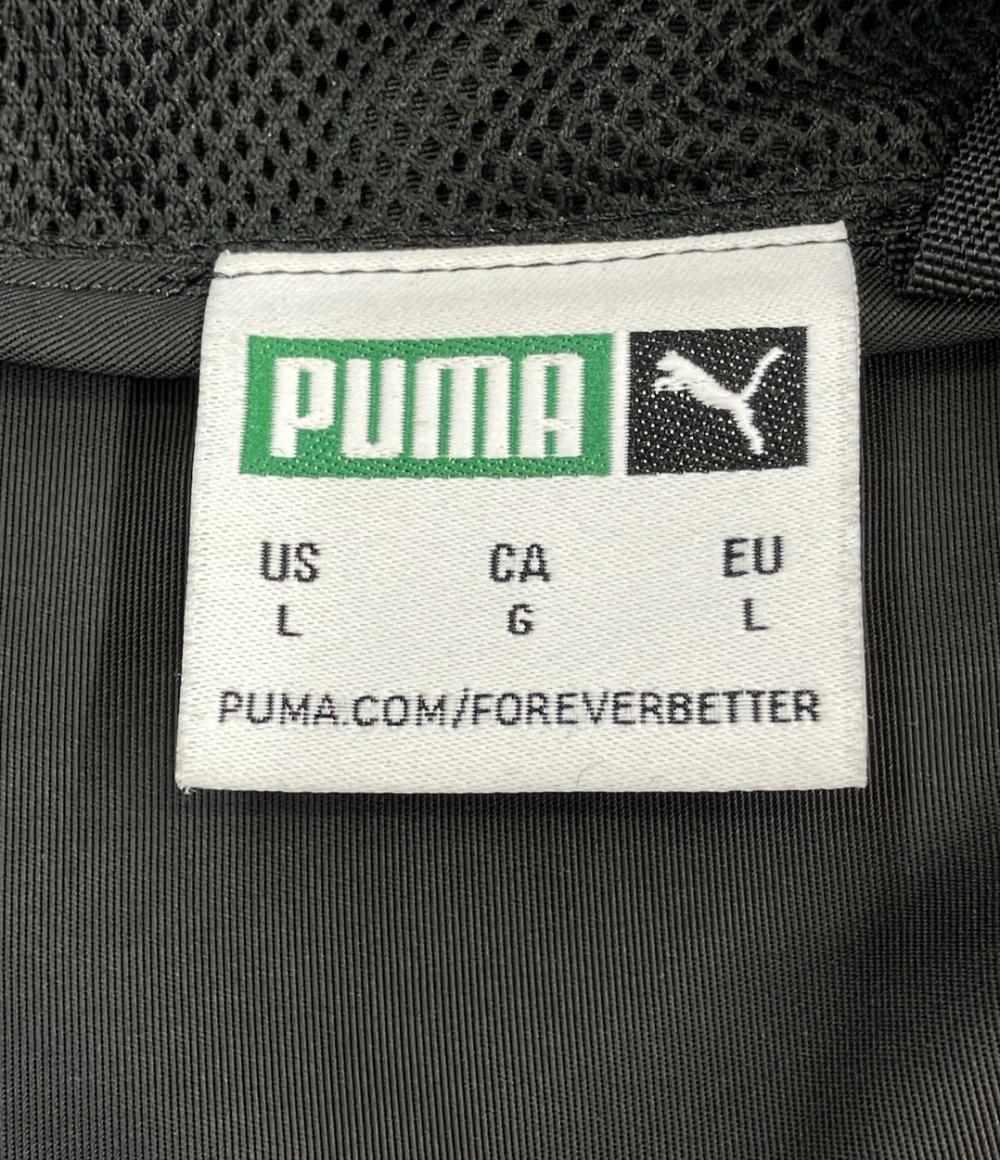 PUMA
US CA EU
L G L
PUMA.COM/FOREVERBETTER